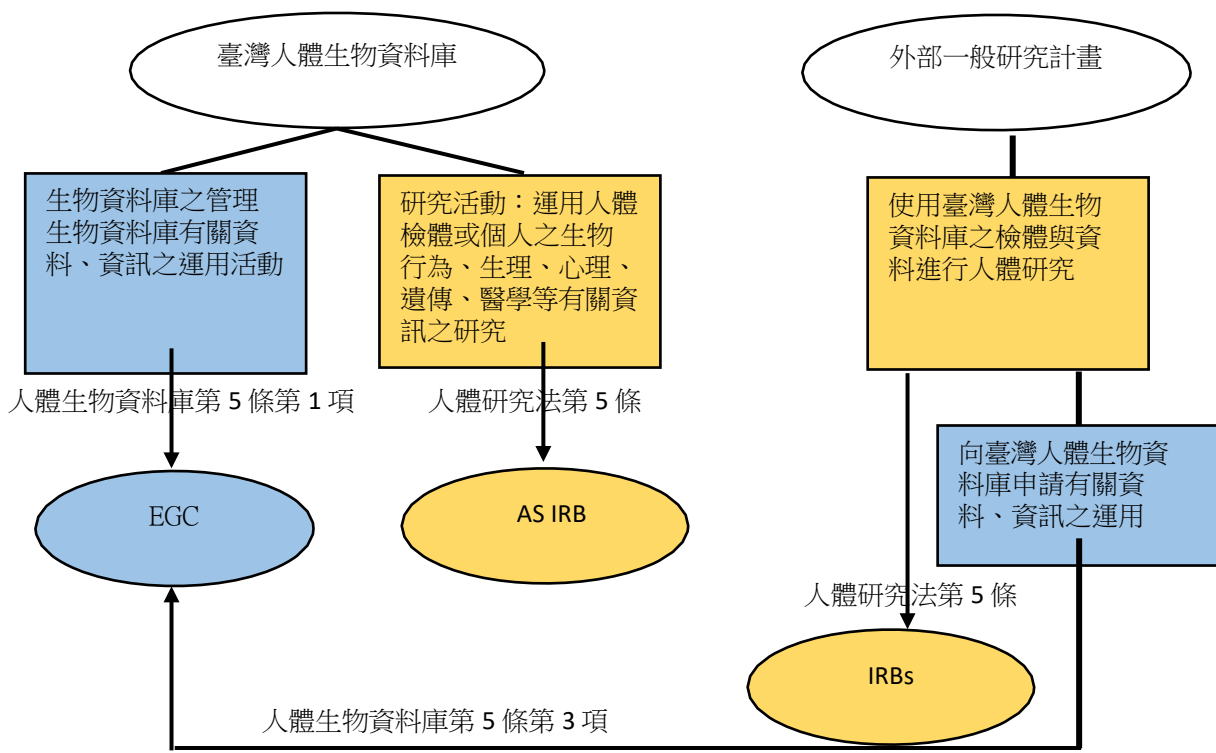 臺灣人體生物資料庫
外部一般研究計畫
生物資料庫之管理
生物資料庫有關資
料、資訊之運用活動
研究活動：運用人體
檢體或個人之生物
行為、生理、心理、
遺傳、醫學等有關資
訊之研究
使用臺灣人體生物
資料庫之檢體與資
料進行人體研究
人體生物資料庫第 5 條第 1 項
人體研究法第 5 條
向臺灣人體生物資
料庫申請有關資
料、資訊之運用
EGC
AS IRB
人體研究法第 5 條
IRBs
人體生物資料庫第 5 條第 3 項